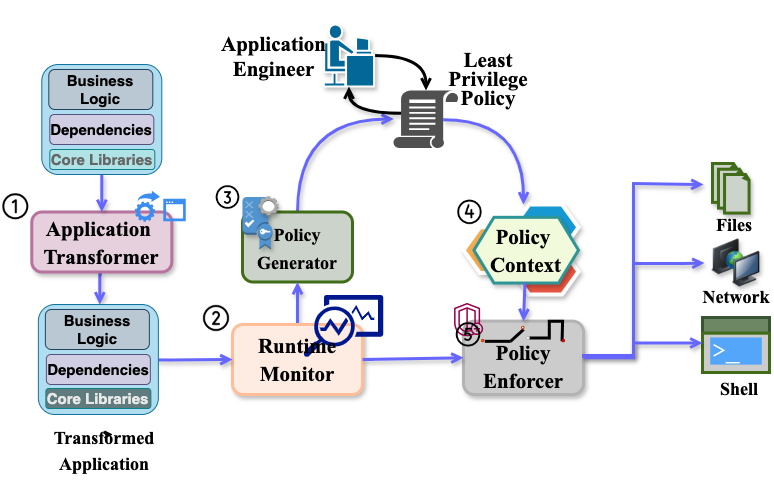 Application
Engineer
Least
Privilege
Policy
Business
Logic
Dependencies
Core Libraries
①
Application
Transformer
③
Policy
Generator
④
Policy
Context
Files
Network
Business
Logic
Dependencies
Core Libraries
②
Runtime
Monitor
⑤
Policy
Enforcer
>_
Shell
Transformed
Application